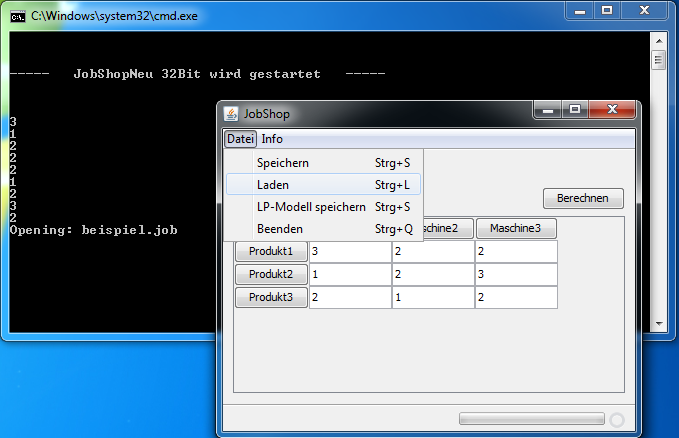 C:\Windows\system32\cmd.exe
----- JobShopNeu 32Bit wird gestartet -----
3
1
2
2
2
1
2
3
2
Opening: beispiel.job
JobShop
Datei Info
Speichern Strg+S
Laden Strg+L
LP-Modell speichern Strg+S
Beenden Strg+Q
Berechnen
schine2 Maschine3
Produkt1 3 2 2
Produkt2 1 2 3
Produkt3 2 1 2